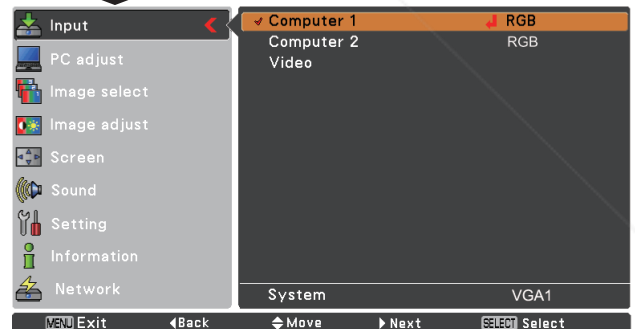 Input
PC adjust
Image select
Image adjust
Screen
Sound
Setting
Information
Network
Computer 1 RGB
Computer 2 RGB
Video
System VGA1
MENU Exit Back Move Next SELECT Select